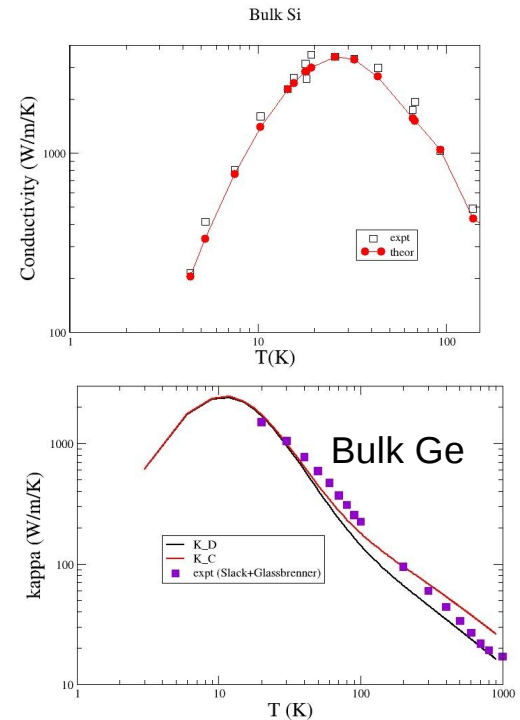 Bulk Si
Conductivity (W/m/K)
1000
100
expt
theor
1
10
100
T(K)
Bulk Ge
kappa (W/m/K)
1000
100
10
K_D
K_C
expt (Slack+Glassbrenner)
1
10
100
1000
T (K)